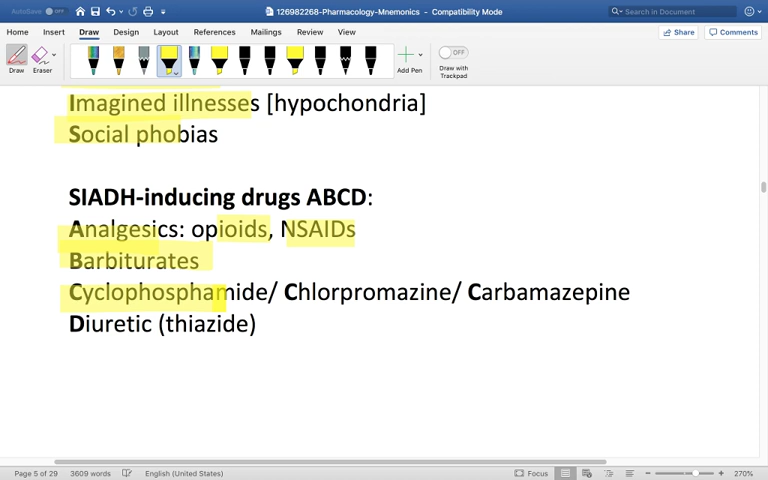 AutoSave OFF 126982268-Pharmacology-Mnemonics - Compatibility Mode Search in Document
Home Insert Draw Design Layout References Mailings Review View Share Comments
Draw Eraser Add Pen Draw with Trackpad OFF
Imagined illnesses [hypochondria]
Social phobias
SIADH-inducing drugs ABCD:
Analgesics: opioids, NSAIDs
Barbiturates
Cyclophosphamide/ Chlorpromazine/ Carbamazepine
Diuretic (thiazide)
Page 5 of 29 3609 words English (United States) Focus 270%